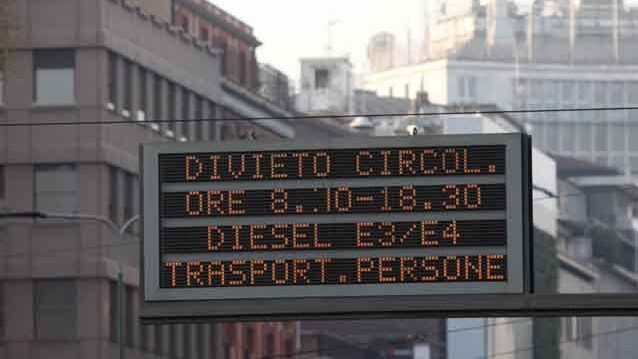 DIVIETO CIRCOL.
ORE 8.30-18.30
DIESEL E3/E4
TRASPORT.PERSONE